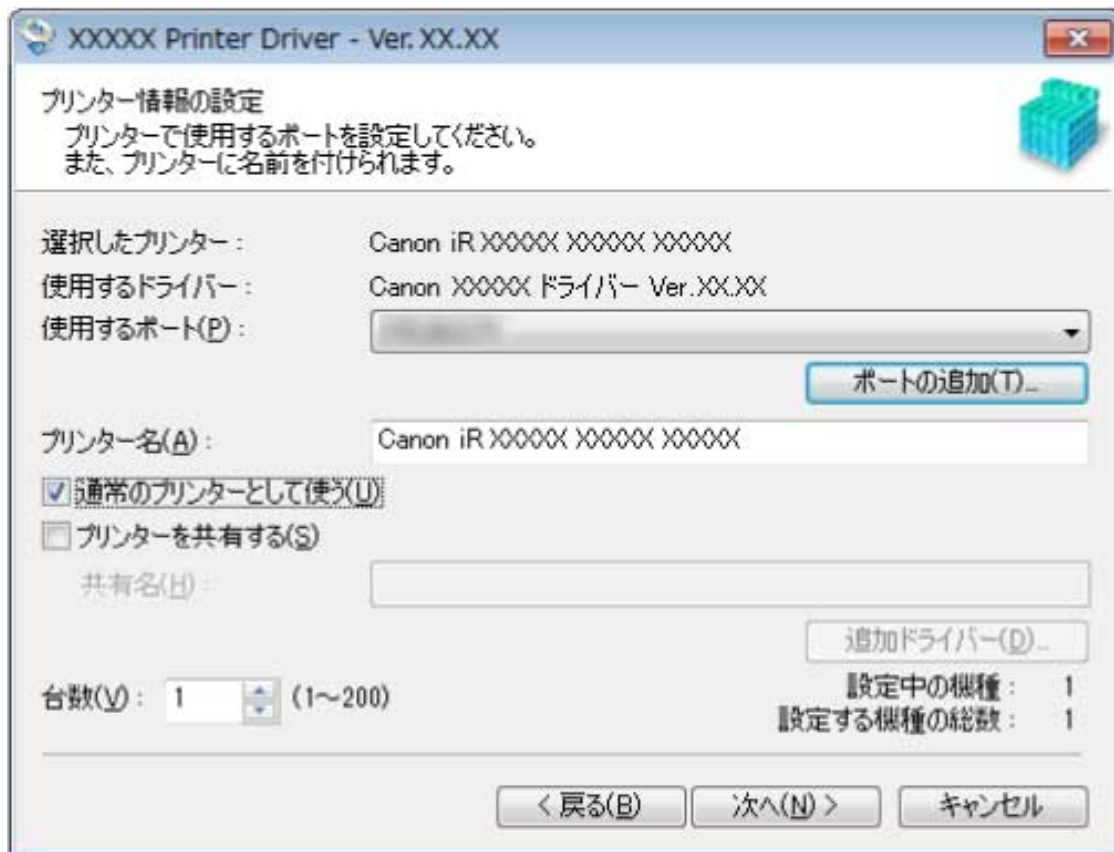 XXXXX Printer Driver - Ver. XX.XX
プリンター情報の設定
プリンターで使用するポートを設定してください。
また、プリンターに名前を付けられます。
選択したプリンター： Canon iR XXXXX XXXXX XXXXX
使用するドライバー： Canon XXXXX ドライバー Ver.XX.XX
使用するポート(P)：
ポートの追加(T)...
プリンター名(A)： Canon iR XXXXX XXXXX XXXXX
通常のプリンターとして使う(U)
プリンターを共有する(S)
共有名(H)：
追加ドライバー(D)...
台数(V)： 1 (1～200)
設定中の機種： 1
設定する機種の総数： 1
< 戻る(B) 次へ(N) > キャンセル